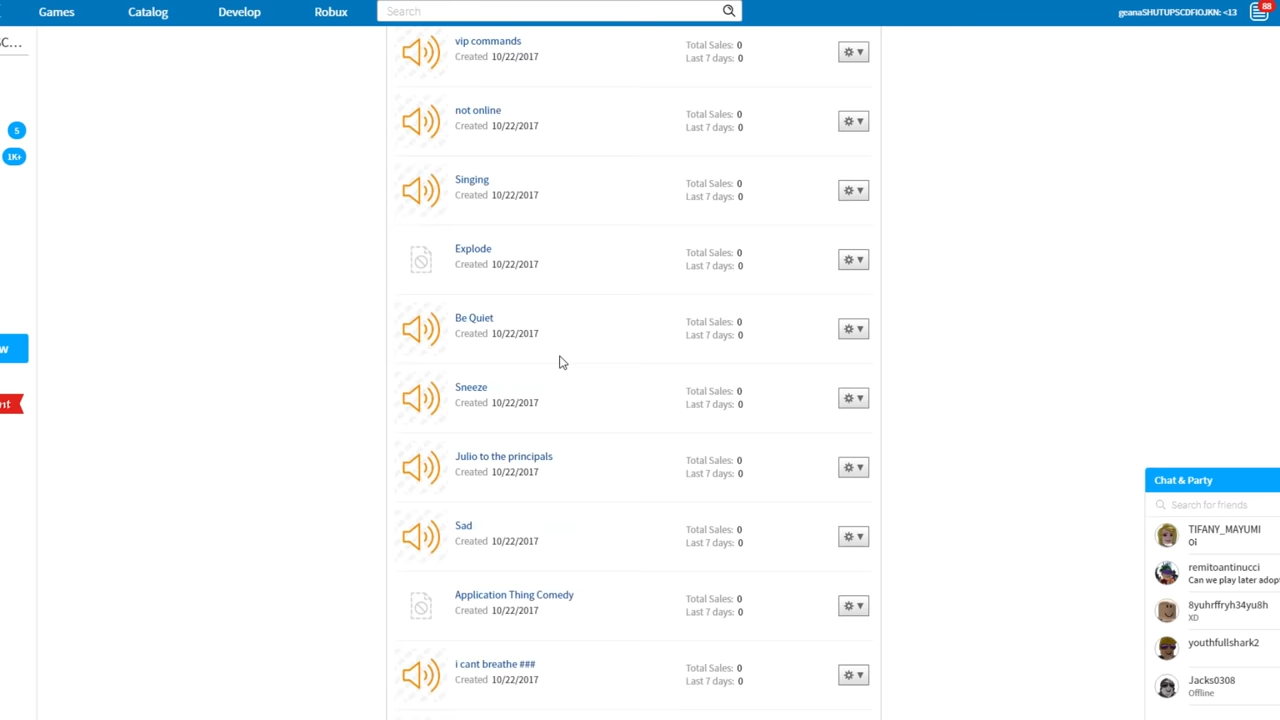 Games Catalog Develop Robux Search geanaSHUTUPSCDFIOJKN: <13 88
SC...
5
1K+
w
nt
vip commands
Created 10/22/2017
Total Sales: 0
Last 7 days: 0
not online
Created 10/22/2017
Total Sales: 0
Last 7 days: 0
Singing
Created 10/22/2017
Total Sales: 0
Last 7 days: 0
Explode
Created 10/22/2017
Total Sales: 0
Last 7 days: 0
Be Quiet
Created 10/22/2017
Total Sales: 0
Last 7 days: 0
Sneeze
Created 10/22/2017
Total Sales: 0
Last 7 days: 0
Julio to the principals
Created 10/22/2017
Total Sales: 0
Last 7 days: 0
Sad
Created 10/22/2017
Total Sales: 0
Last 7 days: 0
Application Thing Comedy
Created 10/22/2017
Total Sales: 0
Last 7 days: 0
i cant breathe ###
Created 10/22/2017
Total Sales: 0
Last 7 days: 0
Chat & Party
Search for friends
TIFANY_MAYUMI
Oi
remitoantinucci
Can we play later adop
8yuhrffryh34yu8h
XD
youthfullshark2
Jacks0308
Offline